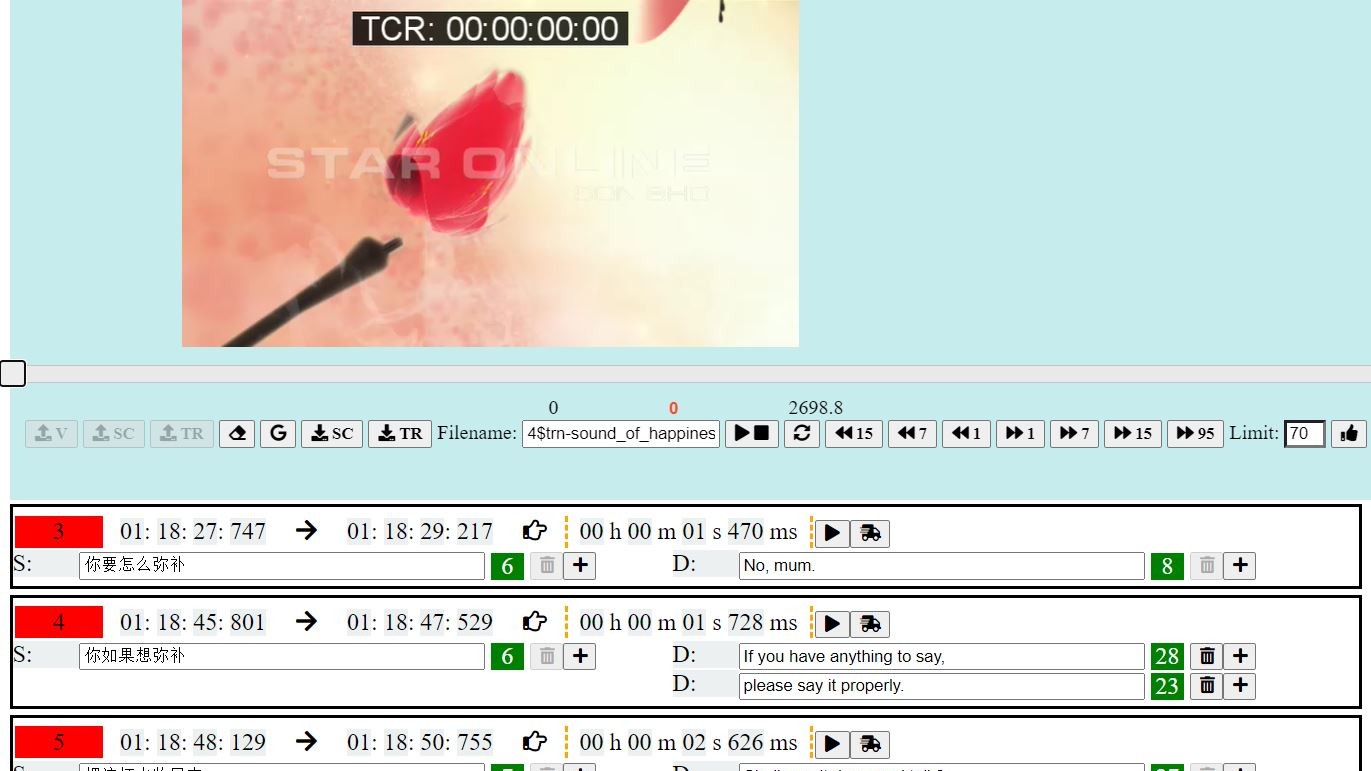 TCR: 00:00:00:00
STAR ONLINE
SDN BHD
0 0 2698.8
V SC TR G SC TR Filename: 4$trn-sound_of_happines 15 7 1 1 7 15 95 Limit: 70
3 01: 18: 27: 747 01: 18: 29: 217 00 h 00 m 01 s 470 ms
S: 你要怎么弥补 6 D: No, mum. 8
4 01: 18: 45: 801 01: 18: 47: 529 00 h 00 m 01 s 728 ms
S: 你如果想弥补 6 D: If you have anything to say, 28
D: please say it properly. 23
5 01: 18: 48: 129 01: 18: 50: 755 00 h 00 m 02 s 626 ms
S: D: